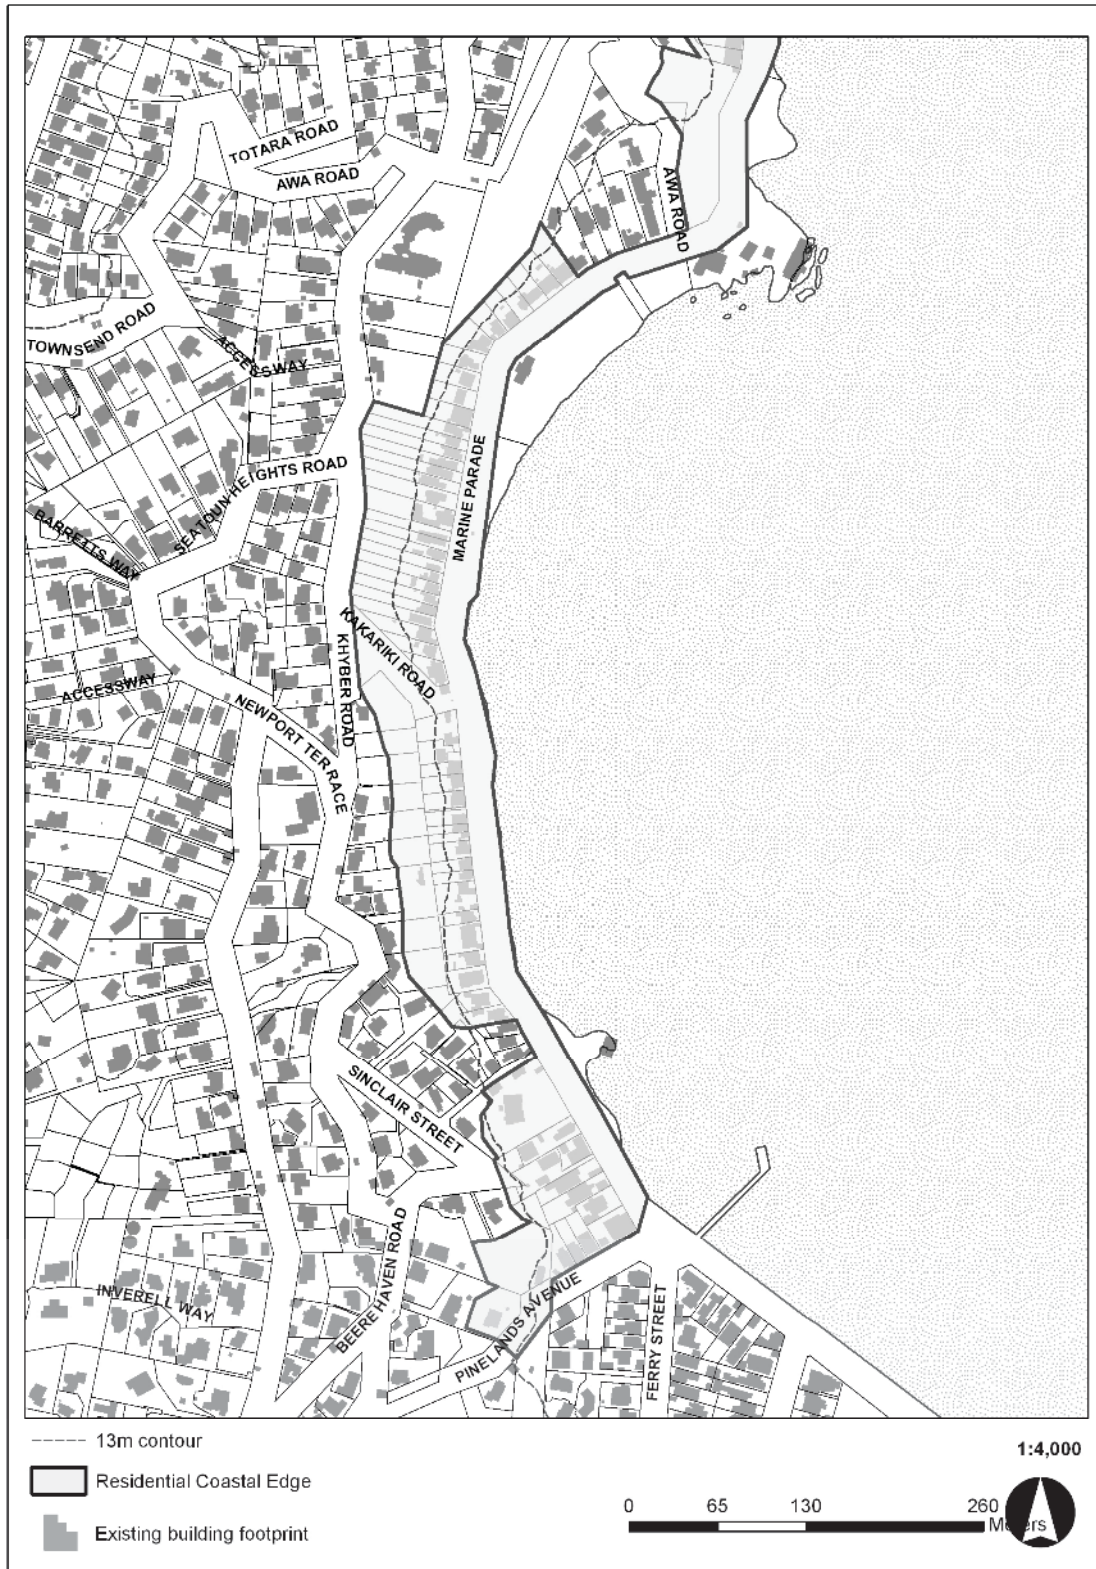 TOTARA ROAD
AWA ROAD
AWA ROAD
TOWNSEND ROAD
ACCESSWAY
MARINE PARADE
SEATOUN HEIGHTS ROAD
BARRETTS WAY
KAKARIKI ROAD
KHYBER ROAD
ACCESSWAY
NEWPORT TERRACE
SINCLAIR STREET
BEERE HAVEN ROAD
INVERELL WAY
PINELANDS AVENUE
FERRY STREET
13m contour
1:4,000
Residential Coastal Edge
0 65 130 260
Meters
Existing building footprint